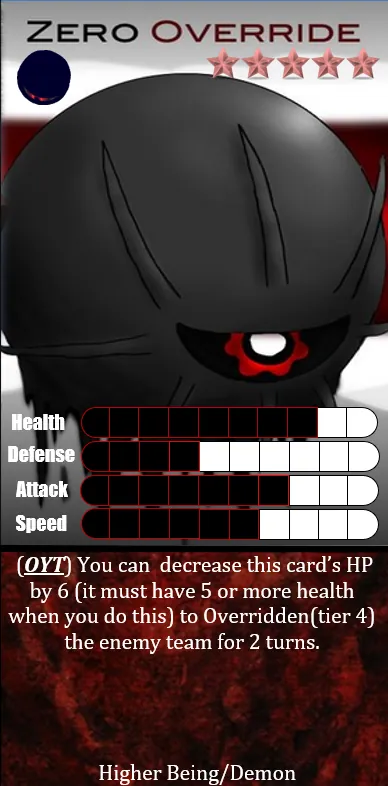 Zero Override
Health
Defense
Attack
Speed
(OYT) You can decrease this card's HP
by 6 (it must have 5 or more health
when you do this) to Overridden(tier 4)
the enemy team for 2 turns.
Higher Being/Demon